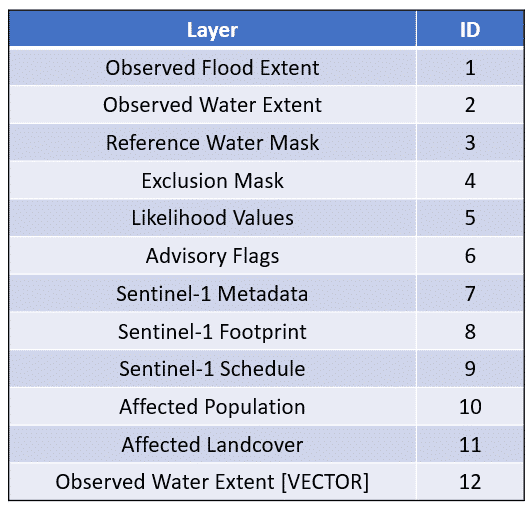 Layer ID
Observed Flood Extent 1
Observed Water Extent 2
Reference Water Mask 3
Exclusion Mask 4
Likelihood Values 5
Advisory Flags 6
Sentinel-1 Metadata 7
Sentinel-1 Footprint 8
Sentinel-1 Schedule 9
Affected Population 10
Affected Landcover 11
Observed Water Extent [VECTOR] 12